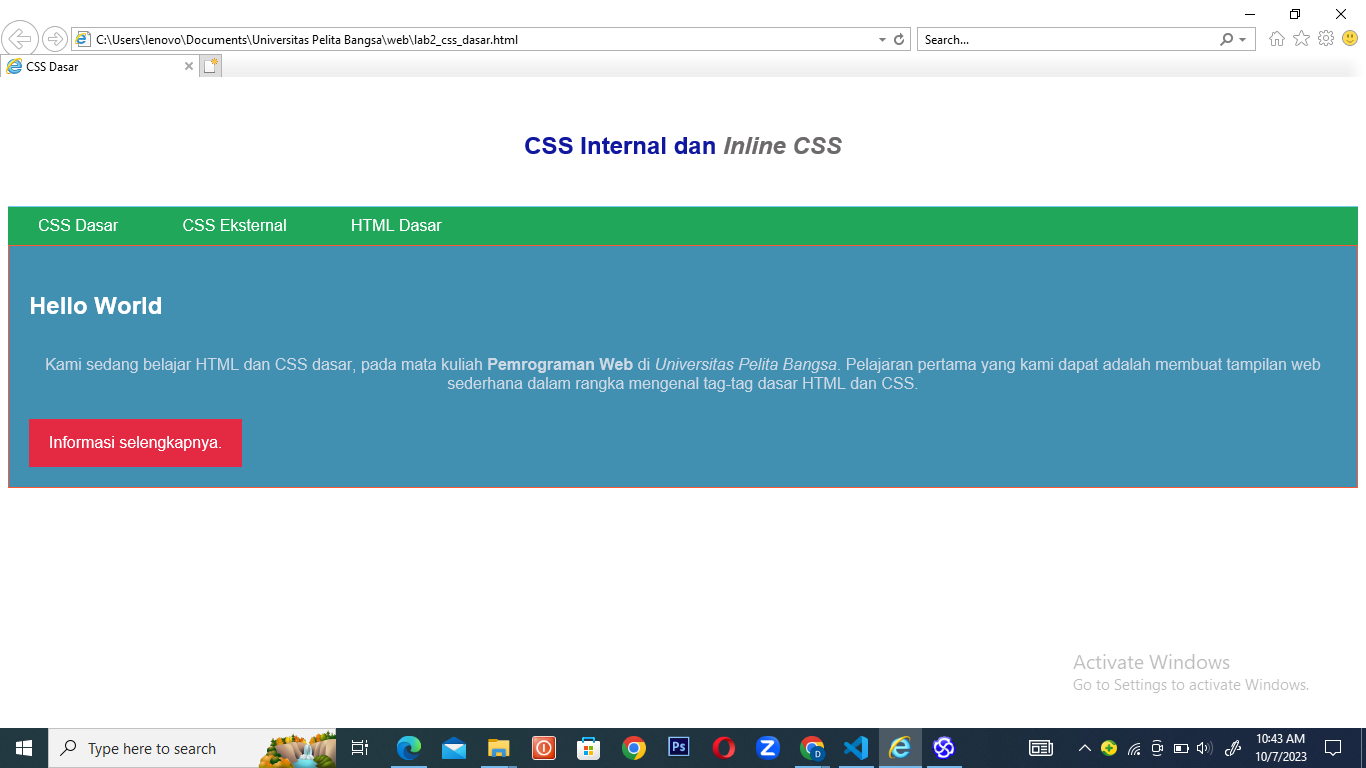 C:\Users\lenovo\Documents\Universitas Pelita Bangsa\web\lab2_css_dasar.html
Search...
CSS Dasar
CSS Internal dan Inline CSS
CSS Dasar CSS Eksternal HTML Dasar
Hello World
Kami sedang belajar HTML dan CSS dasar, pada mata kuliah Pemrograman Web di Universitas Pelita Bangsa. Pelajaran pertama yang kami dapat adalah membuat tampilan web
sederhana dalam rangka mengenal tag-tag dasar HTML dan CSS.
Informasi selengkapnya.
Activate Windows
Go to Settings to activate Windows.
Type here to search
Ps
Z
D
10:43 AM
10/7/2023